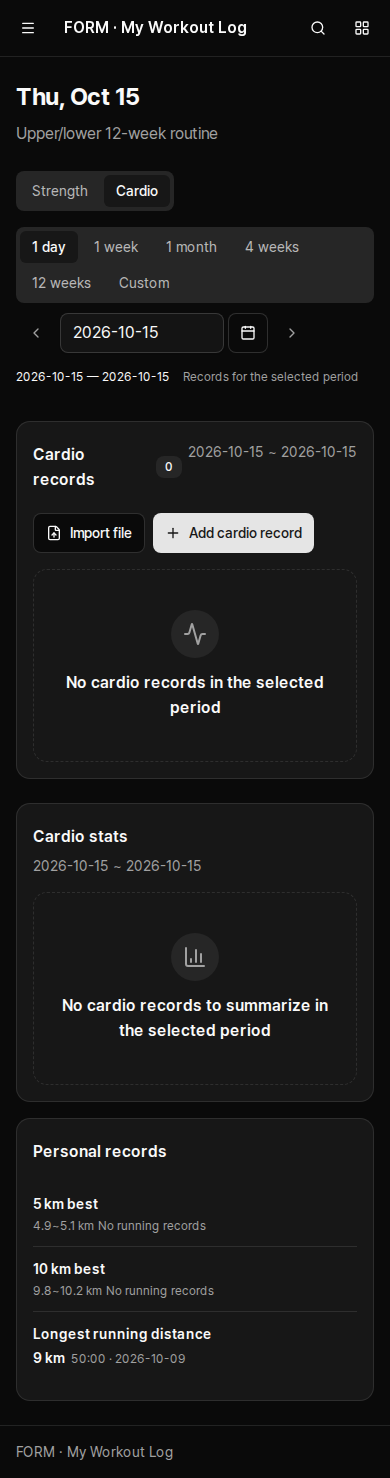 FORM · My Workout Log
Thu, Oct 15
Upper/lower 12-week routine
Strength Cardio
1 day 1 week 1 month 4 weeks
12 weeks Custom
2026-10-15
2026-10-15 — 2026-10-15 Records for the selected period
Cardio
records
0
2026-10-15 ~ 2026-10-15
Import file Add cardio record
No cardio records in the selected
period
Cardio stats
2026-10-15 ~ 2026-10-15
No cardio records to summarize in
the selected period
Personal records
5 km best
4.9–5.1 km No running records
10 km best
9.8–10.2 km No running records
Longest running distance
9 km 50:00 · 2026-10-09
FORM · My Workout Log